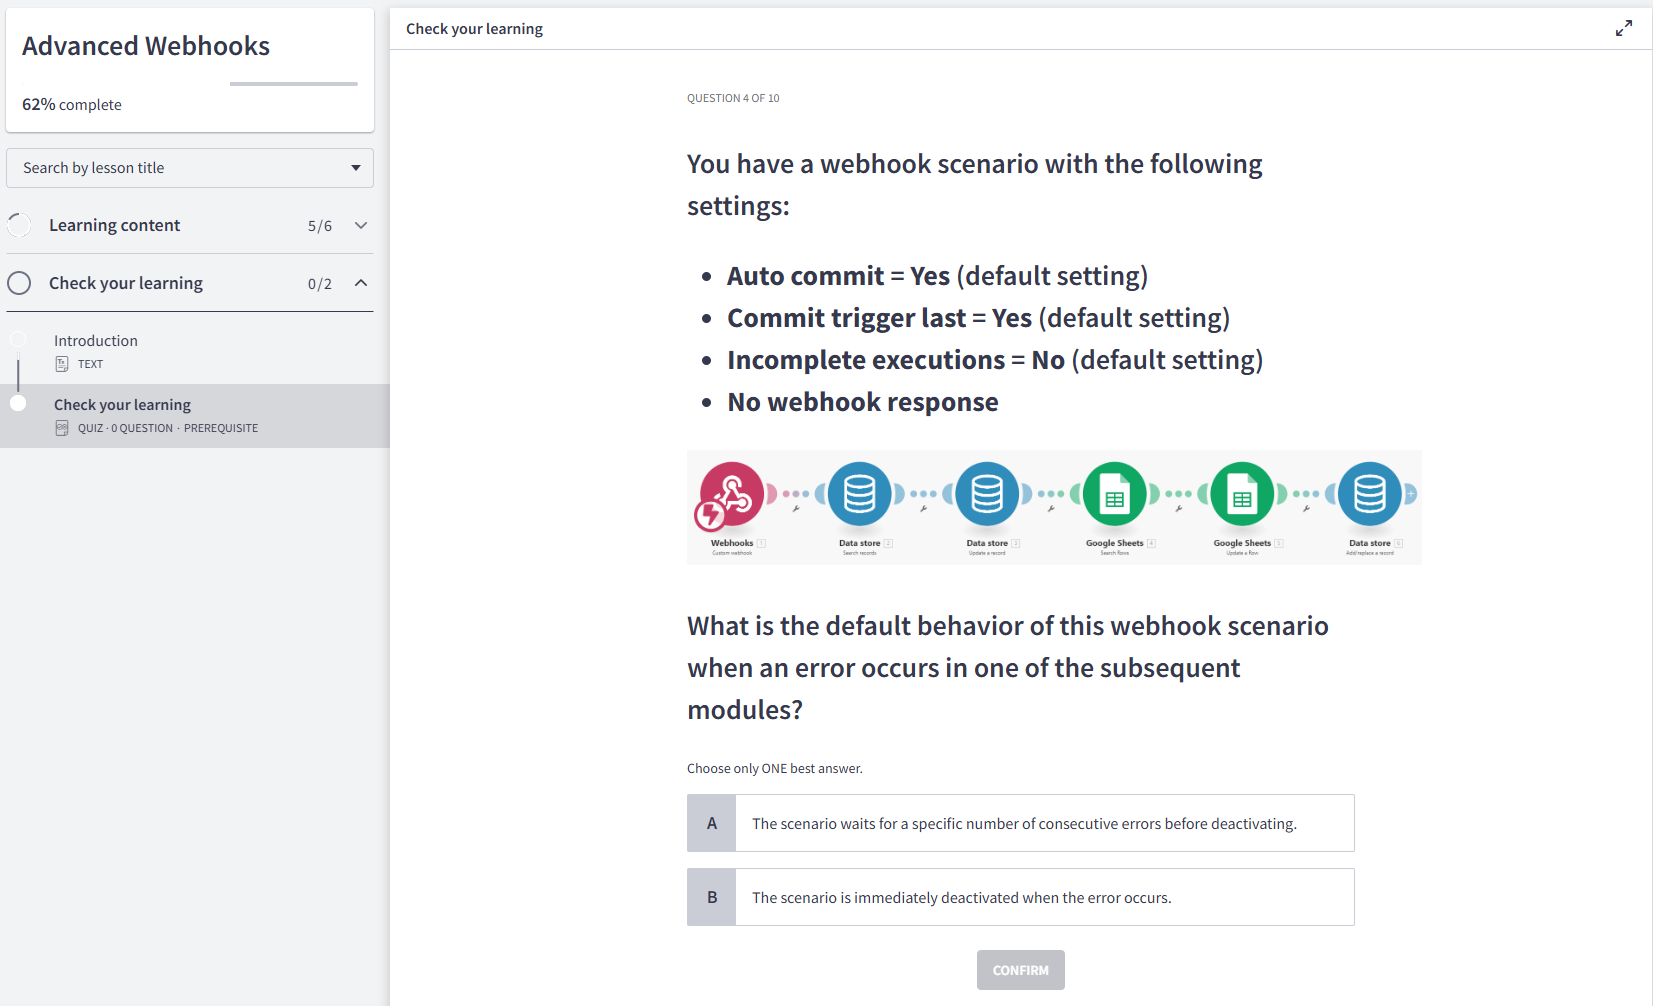 Advanced Webhooks
62% complete
Search by lesson title
Learning content 5/6
Check your learning 0/2
Introduction
TEXT
Check your learning
QUIZ · 0 QUESTION · PREREQUISITE
Check your learning
QUESTION 4 OF 10
You have a webhook scenario with the following
settings:
• Auto commit = Yes (default setting)
• Commit trigger last = Yes (default setting)
• Incomplete executions = No (default setting)
• No webhook response
Webhooks 1 Data store 2 Data store 3 Google Sheets 4 Google Sheets 5 Data store 6
Custom webhook Search records Update a record Search Rows Update a Row Add/replace a record
What is the default behavior of this webhook scenario
when an error occurs in one of the subsequent
modules?
Choose only ONE best answer.
A The scenario waits for a specific number of consecutive errors before deactivating.
B The scenario is immediately deactivated when the error occurs.
CONFIRM